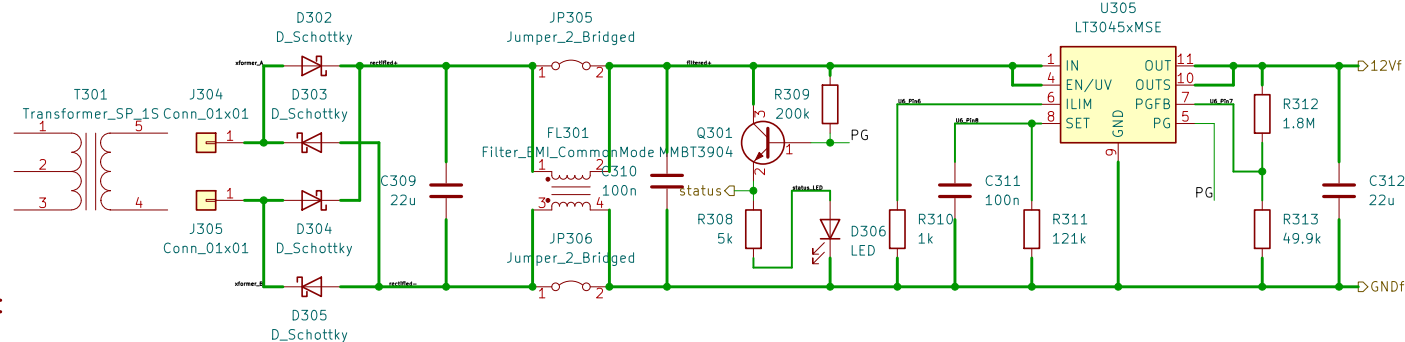 U305
LT3045xMSE
D302
D_Schottky
JP305
Jumper_2_Bridged
xformer_A
rectified+
1 2
filtered+
1 IN OUT 11
12Vf
4 EN/UV OUTS 10
6 ILIM PGFB 7
8 SET PG 5
GND
9
U6_Pin6
U6_Pin8
U6_Pin7
T301
Transformer_SP_1S
1 5
2
3 4
J304
Conn_01x01
1
D303
D_Schottky
R309
200k
PG
R312
1.8M
FL301
Filter_EMI_CommonMode
1 2
3 4
Q301
MMBT3904
3
1
2
C309
22u
C310
100n
status
status_LED
C311
100n
PG
C312
22u
1
J305
Conn_01x01
D304
D_Schottky
R308
5k
D306
LED
R310
1k
R311
121k
R313
49.9k
JP306
Jumper_2_Bridged
xformer_B
rectified-
1 2
GNDf
D305
D_Schottky